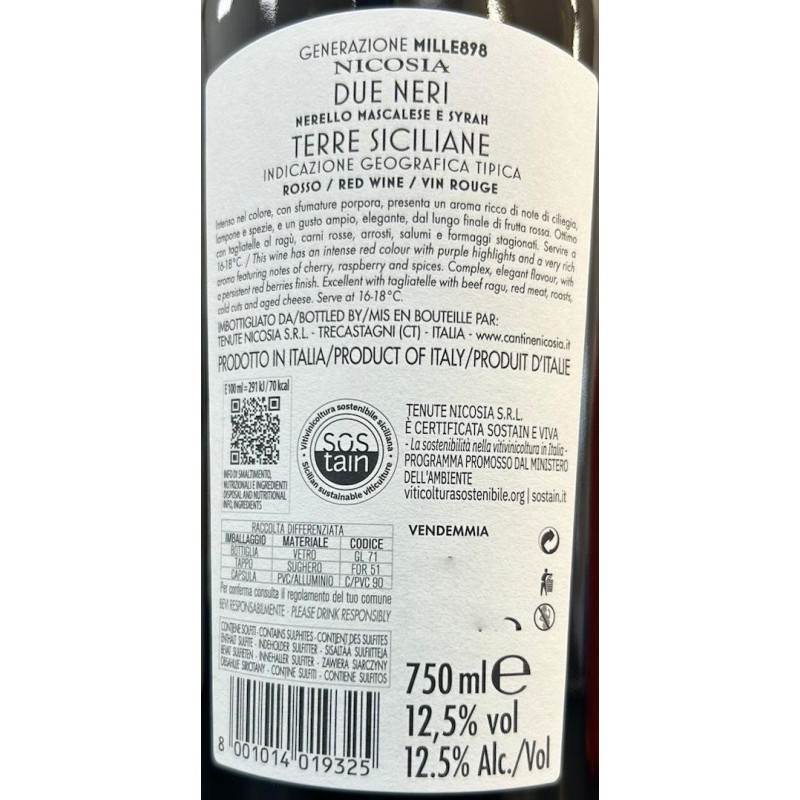 GENERAZIONE MILLE898
NICOSIA
DUE NERI
NERELLO MASCALESE E SYRAH
TERRE SICILIANE
INDICAZIONE GEOGRAFICA TIPICA
ROSSO / RED WINE / VIN ROUGE
Intenso nel colore, con sfumature porpora, presenta un aroma ricco di note di ciliegia,
lampone e spezie, e un gusto ampio, elegante, dal lungo finale di frutta rossa. Ottimo
con tagliatelle al ragù, carni rosse, arrosti, salumi e formaggi stagionati. Servire a
16-18°C. / This wine has an intense red colour with purple highlights and a very rich
aroma featuring notes of cherry, raspberry and spices. Complex, elegant flavour, with
a persistent red berries finish. Excellent with tagliatelle with beef ragu, red meat, roasts,
cold cuts and aged cheese. Serve at 16-18°C.
IMBOTTIGLIATO DA/BOTTLED BY/MIS EN BOUTEILLE PAR:
TENUTE NICOSIA S.R.L. - TRECASTAGNI (CT) - ITALIA - www.cantinenicosia.it
PRODOTTO IN ITALIA/PRODUCT OF ITALY/PRODUIT D'ITALIE
E 100 ml = 291 kJ / 70 kcal
INFO DI SMALTIMENTO,
NUTRIZIONALI E INGREDIENTI
DISPOSAL AND NUTRITIONAL
INFO, INGREDIENTS
Vitivinicoltura sostenibile siciliana
SOS
tain
Sicilian sustainable viticulture
TENUTE NICOSIA S.R.L.
È CERTIFICATA SOSTAIN E VIVA
- La sostenibilità nella vitivinicoltura in Italia -
PROGRAMMA PROMOSSO DAL MINISTERO
DELL'AMBIENTE
viticolturasostenibile.org | sostain.it
RACCOLTA DIFFERENZIATA
IMBALLAGGIO MATERIALE CODICE
BOTTIGLIA VETRO GL 71
TAPPO SUGHERO FOR 51
CAPSULA PVC/ALLUMINIO C/PVC 90
Per conferma consulta il regolamento del tuo comune
BEVI RESPONSABILMENTE - PLEASE DRINK RESPONSIBLY
VENDEMMIA
CONTIENE SOLFITI - CONTAINS SULPHITES - CONTIENT DES SULFITES
ENTHÄLT SULFITE - INDEHOLDER SULFITTER - SISÄLTÄÄ SULFIITTEJA
BEVAT SULFIETEN - INNEHÅLLER SULFITER - ZAWIERA SIARCZYNY
CONTINE SULFITI - CONTIENE SULFITOS
750 ml e
12,5% vol
12.5% Alc./Vol
8 001014 019325